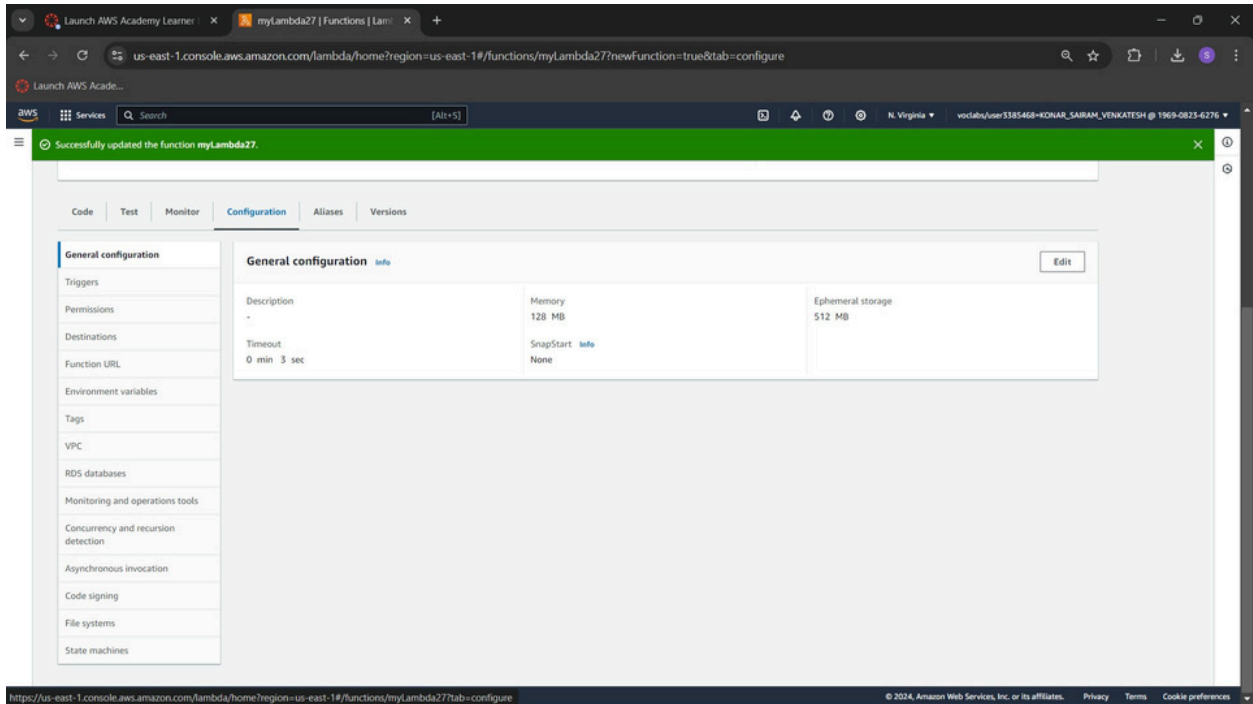 Launch AWS Academy Learner
myLambda27 | Functions | Lam
us-east-1.console.aws.amazon.com/lambda/home?region=us-east-1#/functions/myLambda27?newFunction=true&tab=configure
S
Launch AWS Acade...
aws Services Search [Alt+S] N. Virginia voclabs/user3385468=KONAR_SAIRAM_VENKATESH @ 1969-0823-6276
Successfully updated the function myLambda27.
Code Test Monitor Configuration Aliases Versions
General configuration
Triggers
Permissions
Destinations
Function URL
Environment variables
Tags
VPC
RDS databases
Monitoring and operations tools
Concurrency and recursion
detection
Asynchronous invocation
Code signing
File systems
State machines
General configuration Info Edit
Description Memory Ephemeral storage
- 128 MB 512 MB
Timeout SnapStart Info
0 min 3 sec None
https://us-east-1.console.aws.amazon.com/lambda/home?region=us-east-1#/functions/myLambda27?tab=configure
© 2024, Amazon Web Services, Inc. or its affiliates. Privacy Terms Cookie preferences